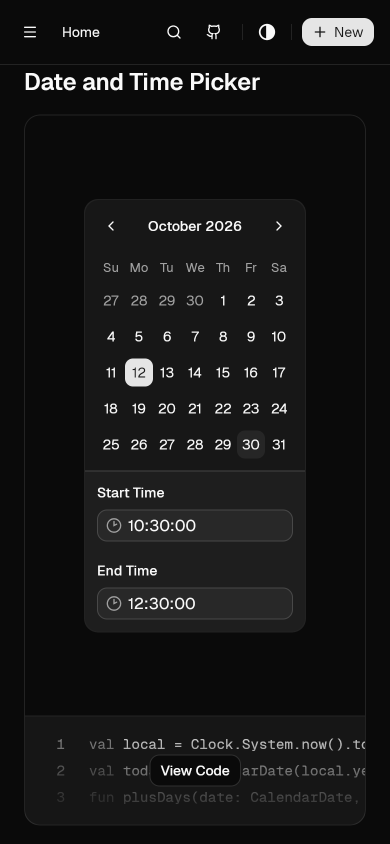 Home
New
Date and Time Picker
October 2026
Su Mo Tu We Th Fr Sa
27 28 29 30 1 2 3
4 5 6 7 8 9 10
11 12 13 14 15 16 17
18 19 20 21 22 23 24
25 26 27 28 29 30 31
Start Time
10:30:00
End Time
12:30:00
1 val local = Clock.System.now().to
2 val tod arDate(local.ye
View Code
3 fun plusDays(date: CalendarDate,